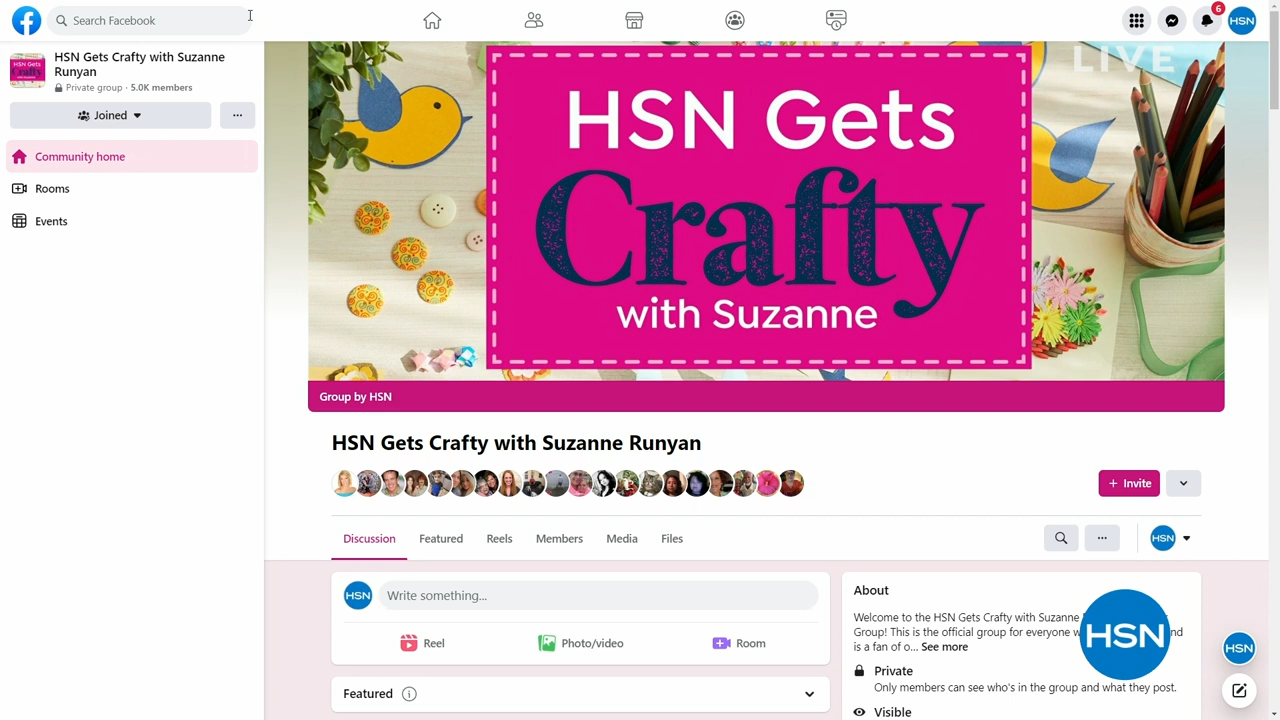 Search Facebook
6
HSN
HSN Gets Crafty with Suzanne
Runyan
Private group · 5.0K members
Joined
Community home
Rooms
Events
HSN GETS
Crafty
LIVE
HSN Gets
Crafty
with Suzanne
Group by HSN
HSN Gets Crafty with Suzanne Runyan
+ Invite
Discussion
Featured
Reels
Members
Media
Files
HSN
HSN
Write something...
Reel
Photo/video
Room
Featured
About
Welcome to the HSN Gets Crafty with Suzanne
Group! This is the official group for everyone w nd
is a fan of o... See more
HSN
Private
Only members can see who's in the group and what they post.
Visible
HSN